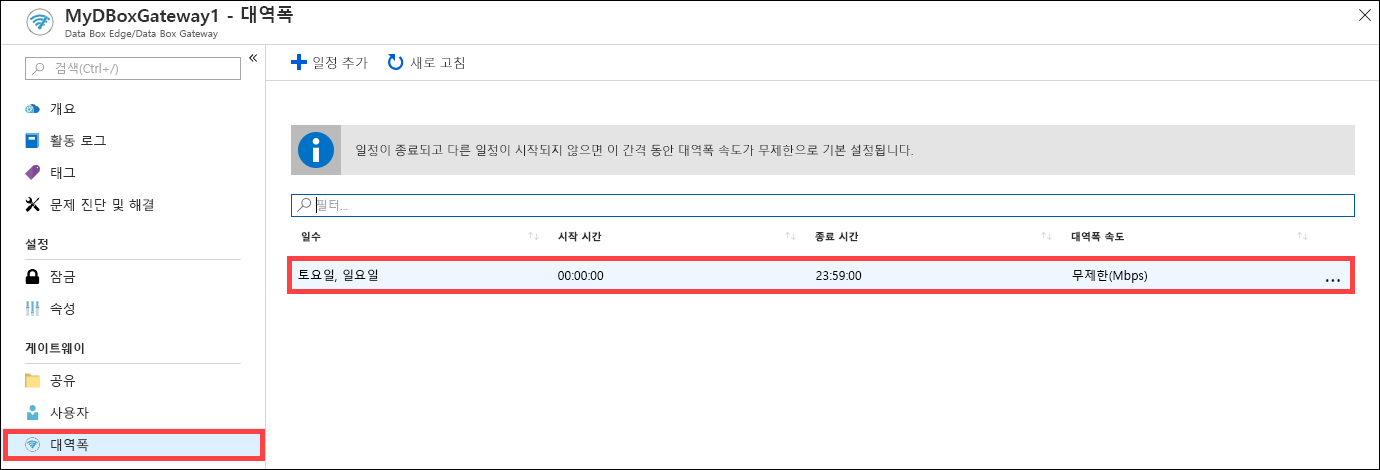 MyDBoxGateway1 - 대역폭
Data Box Edge/Data Box Gateway
검색(Ctrl+/)
«
개요
활동 로그
태그
문제 진단 및 해결
설정
잠금
속성
게이트웨이
공유
사용자
대역폭
일정 추가 새로 고침
일정이 종료되고 다른 일정이 시작되지 않으면 이 간격 동안 대역폭 속도가 무제한으로 기본 설정됩니다.
필터...
일수 시작 시간 종료 시간 대역폭 속도
토요일, 일요일 00:00:00 23:59:00 무제한(Mbps) ...